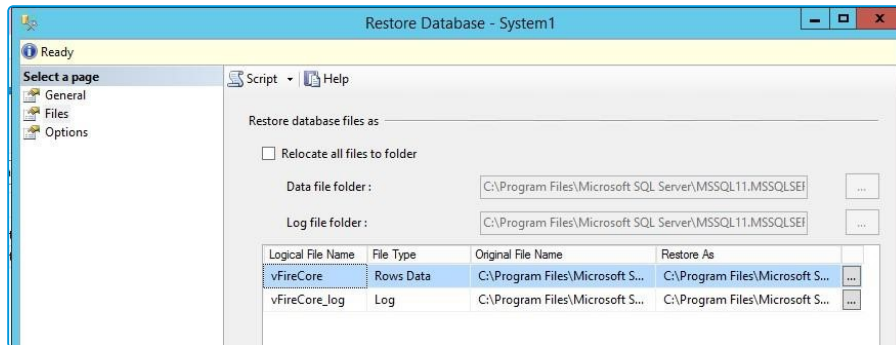 Restore Database - System1
Ready
Select a page
General
Files
Options
Script Help
Restore database files as
Relocate all files to folder
Data file folder : C:\Program Files\Microsoft SQL Server\MSSQL11.MSSQLSEF ...
Log file folder : C:\Program Files\Microsoft SQL Server\MSSQL11.MSSQLSEF ...
Logical File Name File Type Original File Name Restore As
vFireCore Rows Data C:\Program Files\Microsoft S... C:\Program Files\Microsoft S... ...
vFireCore_log Log C:\Program Files\Microsoft S... C:\Program Files\Microsoft S... ...